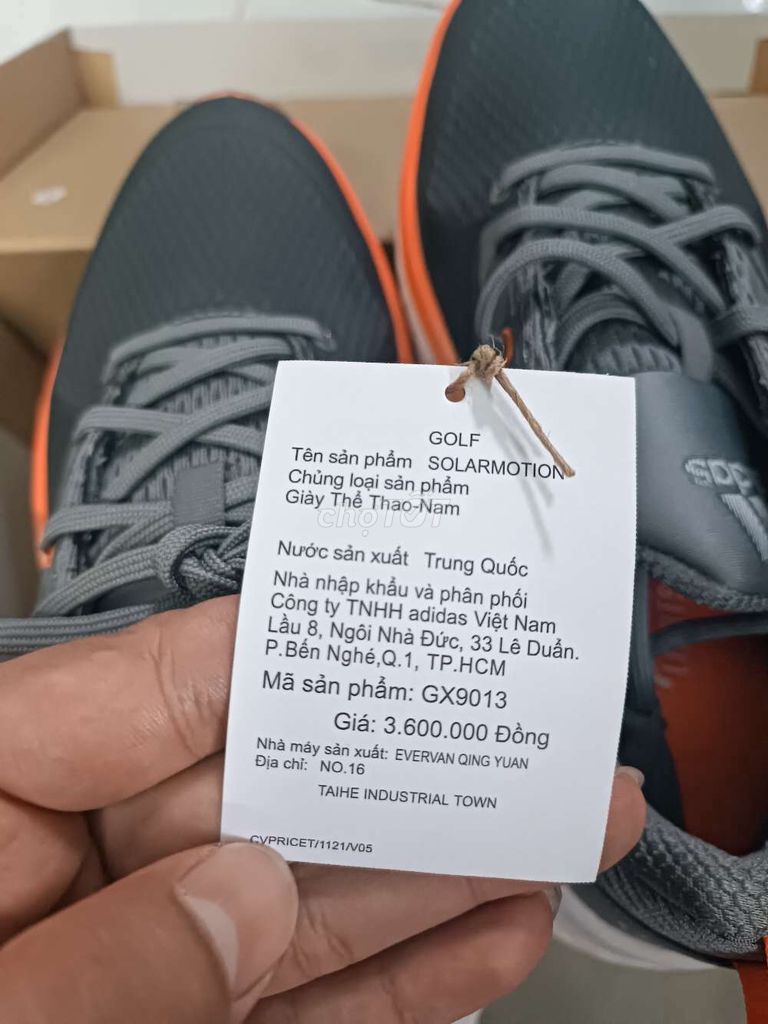 GOLF
Tên sản phẩm SOLARMOTION
Chủng loại sản phẩm
Giày Thể Thao-Nam
chợTỐT
Nước sản xuất Trung Quốc
Nhà nhập khẩu và phân phối
Công ty TNHH adidas Việt Nam
Lầu 8, Ngôi Nhà Đức, 33 Lê Duẩn.
P.Bến Nghé,Q.1, TP.HCM
Mã sản phẩm: GX9013
Giá: 3.600.000 Đồng
Nhà máy sản xuất: EVERVAN QING YUAN
Địa chỉ: NO.16
TAIHE INDUSTRIAL TOWN
CVPRICET/1121/V05
adidas